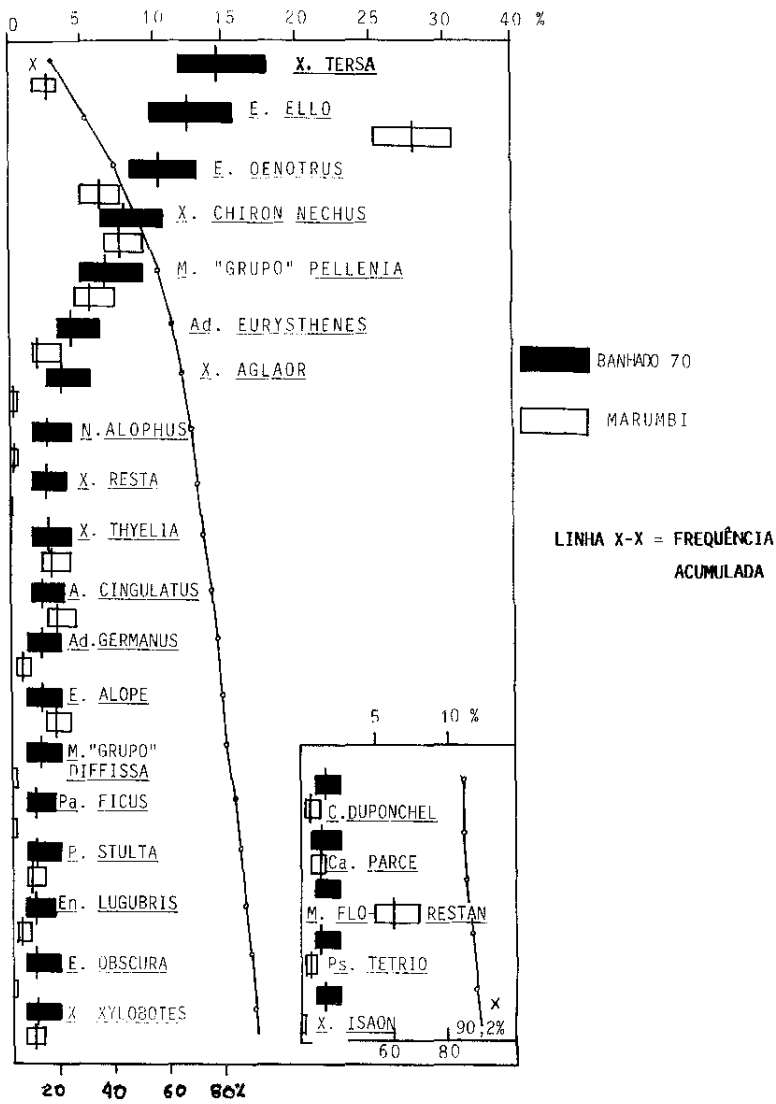 0 5 10 15 20 25 30 40 %
X
X. TERSA
E. ELLO
E. OENOTRUS
X. CHIRON NECHUS
M. "GRUPO" PELLENIA
Ad. EURYSTHENES
X. AGLAOR
N. ALOPHUS
X. RESTA
X. THYELIA
A. CINGULATUS
Ad. GERMANUS
E. ALOPE
M. "GRUPO"
DIFFISSA
Pa. FICUS
P. STULTA
En. LUGUBRIS
E. OBSCURA
X XYLOBOTES
20 40 60 80%
BANHADO 70
MARUMBI
LINHA X-X = FREQUÊNCIA
ACUMULADA
5 10 %
C. DUPONCHEL
Ca. PARCE
M. FLO- RESTAN
Ps. TETRIO
X
X. ISAON 90,2%
60 80